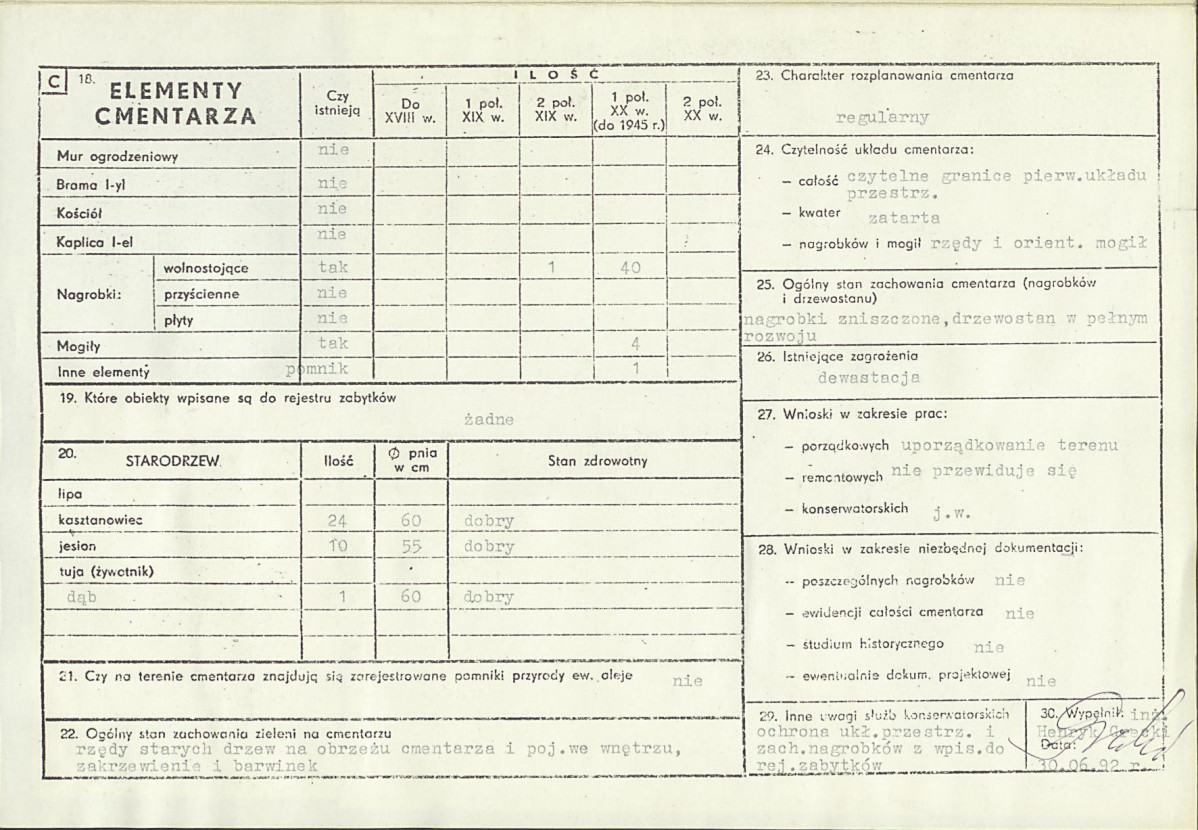 C 18. ELEMENTY CMENTARZA
Czy istnieją
I L O Ś Ć
Do XVIII w.
1 poł. XIX w.
2 poł. XIX w.
1 poł. XX w. (do 1945 r.)
2 poł. XX w.
Mur ogrodzeniowy nie
Brama I-yl nie
Kościół nie
Kaplica I-el nie
Nagrobki:
wolnostojące tak 1 40
przyścienne nie
płyty nie
Mogiły tak 4
Inne elementy pomnik 1
19. Które obiekty wpisane są do rejestru zabytków
żadne
20. STARODRZEW Ilość Ø pnia w cm Stan zdrowotny
lipa
kasztanowiec 24 60 dobry
jesion 10 55 dobry
tuja (żywotnik)
dąb 1 60 dobry
21. Czy na terenie cmentarza znajdują się zarejestrowane pomniki przyrody ew. aleje nie
22. Ogólny stan zachowania zieleni na cmentarzu
rzędy starych drzew na obrzeżu cmentarza i poj.we wnętrzu,
zakrzewienie i barwinek
23. Charakter rozplanowania cmentarza
regularny
24. Czytelność układu cmentarza:
– całość czytelne granice pierw.układu
przestrz.
– kwater zatarta
– nagrobków i mogił rzędy i orient. mogił
25. Ogólny stan zachowania cmentarza (nagrobków
i drzewostanu)
nagrobki zniszczone,drzewostan w pełnym
rozwoju
26. Istniejące zagrożenia
dewastacja
27. Wnioski w zakresie prac:
– porządkowych uporządkowanie terenu
– remontowych nie przewiduje się
– konserwatorskich j.w.
28. Wnioski w zakresie niezbędnej dokumentacji:
– poszczególnych nagrobków nie
– ewidencji całości cmentarza nie
– studium historycznego nie
– ewentualnie dokum. projektowej nie
29. Inne uwagi służb konserwatorskich
ochrona ukł.przestrz. i
zach.nagrobków z wpis.do
rej.zabytków
30. Wypełnił: inż.
Henryk
Data:
30.06.92 r.